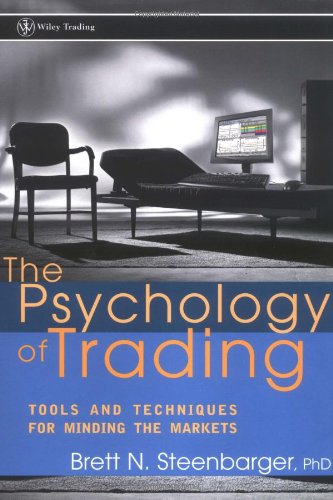 Wiley Trading
The
Psychology
of Trading
TOOLS AND TECHNIQUES
FOR MINDING THE MARKETS
Brett N. Steenbarger, PhD